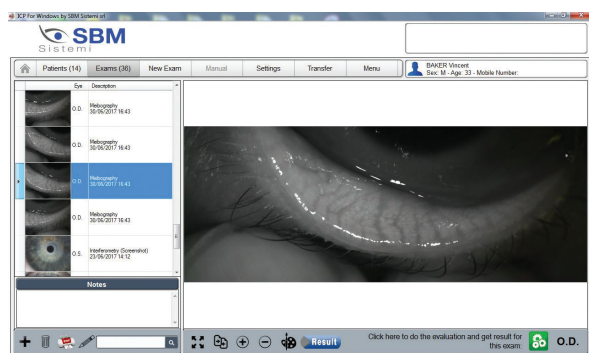 ICP For Windows by SBM Sistemi srl
SBM
Sistemi
Patients (14) Exams (36) New Exam Manual Settings Transfer Menu
BAKER Vincent
Sex: M - Age: 33 - Mobile Number:
Eye Description
O.D. Meibography
30/06/2017 16:43
O.D. Meibography
30/06/2017 16:43
O.D. Meibography
30/06/2017 16:43
O.D. Meibography
30/06/2017 16:43
O.S. Interferometry (Screenshot)
23/06/2017 14:12
Notes
Result
Click here to do the evaluation and get result for
this exam:
O.D.